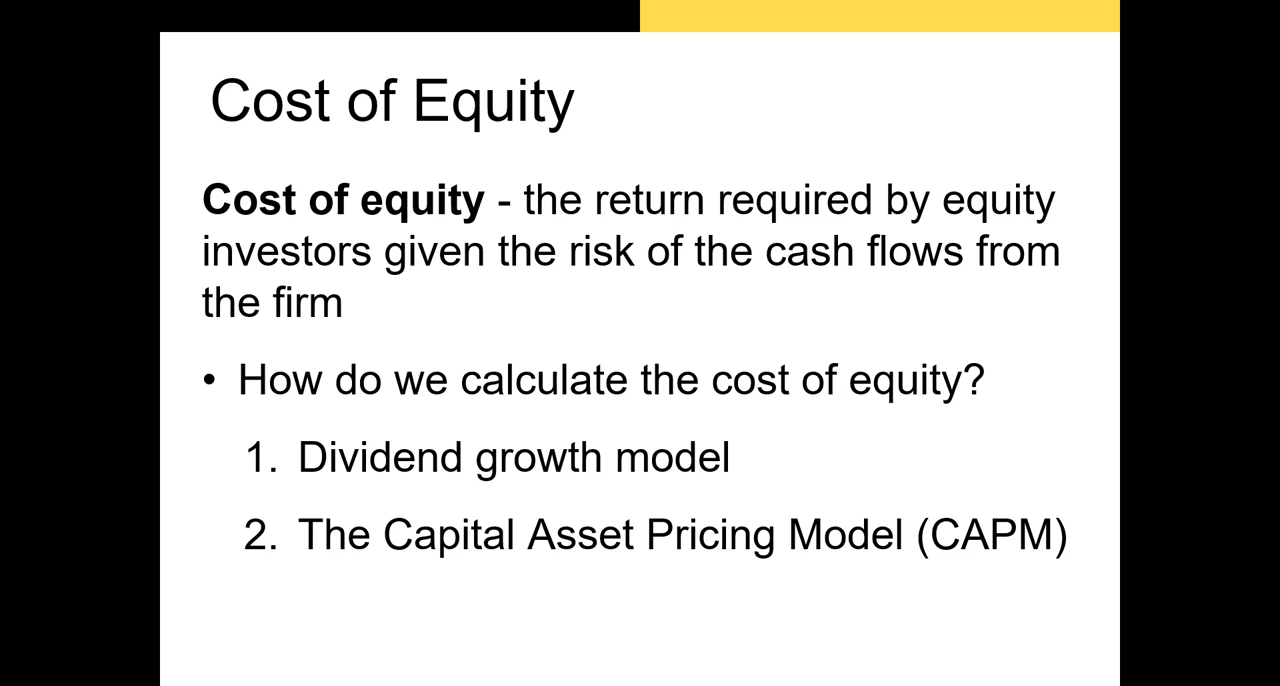 Cost of Equity
Cost of equity - the return required by equity
investors given the risk of the cash flows from
the firm
• How do we calculate the cost of equity?
1. Dividend growth model
2. The Capital Asset Pricing Model (CAPM)